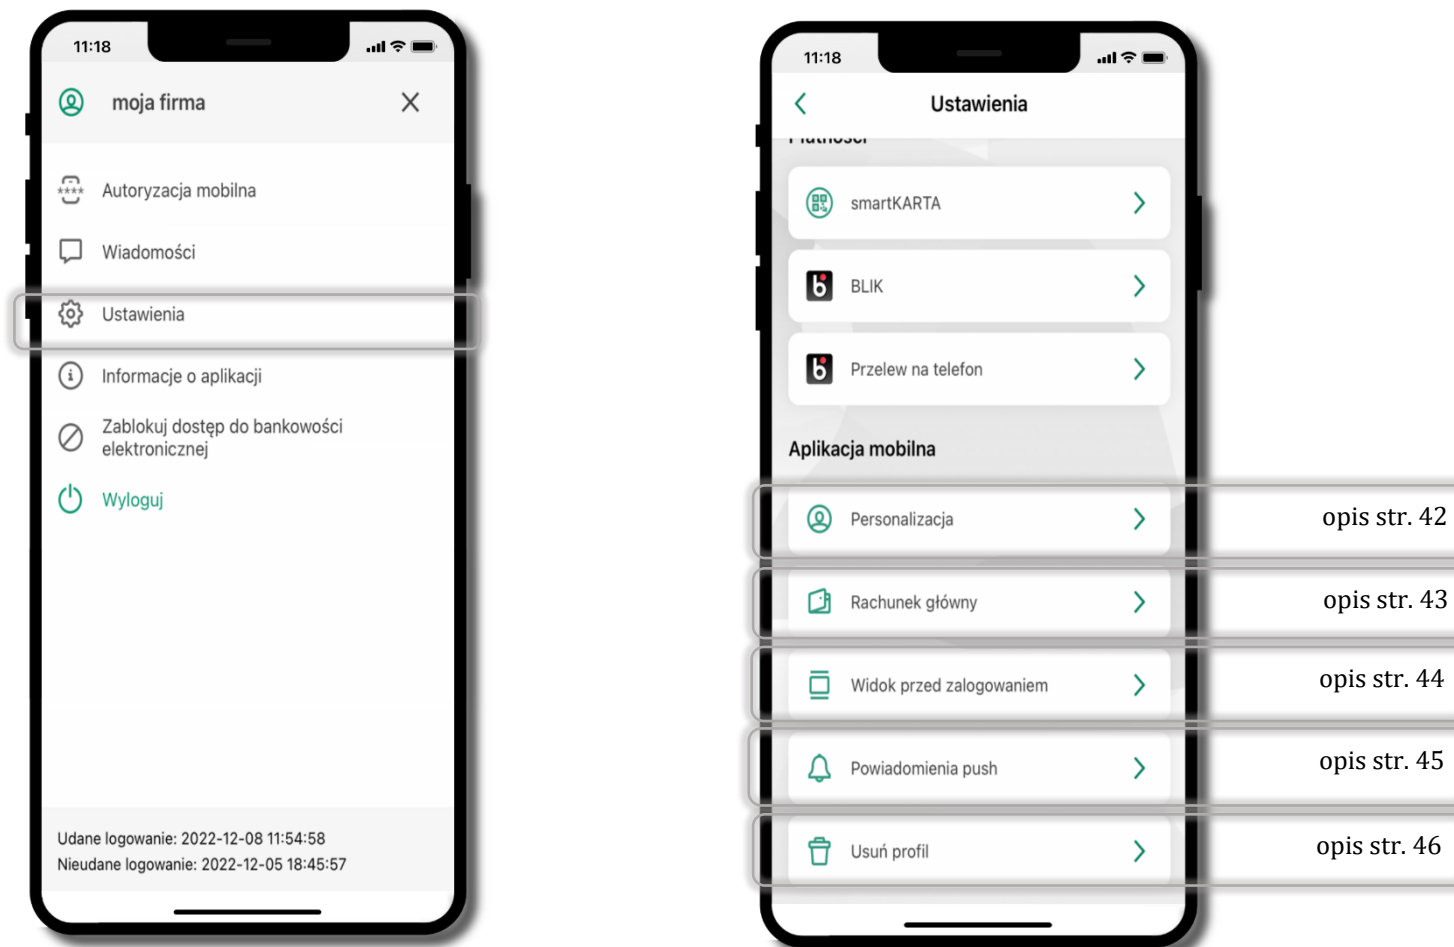 11:18
moja firma
Autoryzacja mobilna
Wiadomości
Ustawienia
Informacje o aplikacji
Zablokuj dostęp do bankowości
elektronicznej
Wyloguj
Udane logowanie: 2022-12-08 11:54:58
Nieudane logowanie: 2022-12-05 18:45:57
11:18
Ustawienia
Płatności
smartKARTA
BLIK
Przelew na telefon
Aplikacja mobilna
Personalizacja
opis str. 42
Rachunek główny
opis str. 43
Widok przed zalogowaniem
opis str. 44
Powiadomienia push
opis str. 45
Usuń profil
opis str. 46